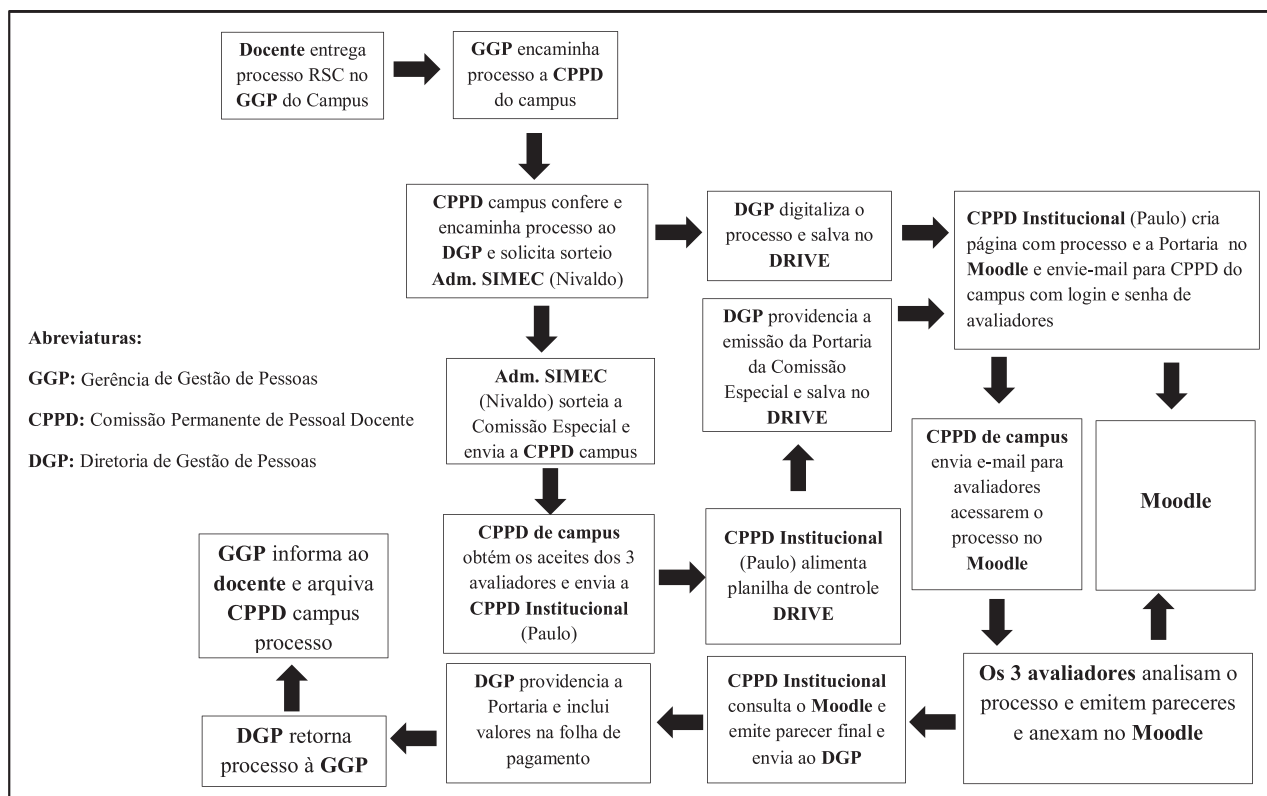 Docente entrega
processo RSC no
GGP do Campus
GGP encaminha
processo a CPPD
do campus
CPPD campus confere e
encaminha processo ao
DGP e solicita sorteio
Adm. SIMEC (Nivaldo)
DGP digitaliza o
processo e salva no
DRIVE
CPPD Institucional (Paulo) cria
página com processo e a Portaria no
Moodle e envie-mail para CPPD do
campus com login e senha de
avaliadores
DGP providencia a
emissão da Portaria
da Comissão
Especial e salva no
DRIVE
Abreviaturas:
GGP: Gerência de Gestão de Pessoas
CPPD: Comissão Permanente de Pessoal Docente
DGP: Diretoria de Gestão de Pessoas
Adm. SIMEC
(Nivaldo) sorteia a
Comissão Especial e
envia a CPPD campus
CPPD de campus
envia e-mail para
avaliadores
acessarem o
processo no
Moodle
Moodle
CPPD de campus
obtém os aceites dos 3
avaliadores e envia a
CPPD Institucional
(Paulo)
CPPD Institucional
(Paulo) alimenta
planilha de controle
DRIVE
GGP informa ao
docente e arquiva
CPPD campus
processo
Os 3 avaliadores analisam o
processo e emitem pareceres
e anexam no Moodle
CPPD Institucional
consulta o Moodle e
emite parecer final e
envia ao DGP
DGP providencia a
Portaria e inclui
valores na folha de
pagamento
DGP retorna
processo à GGP